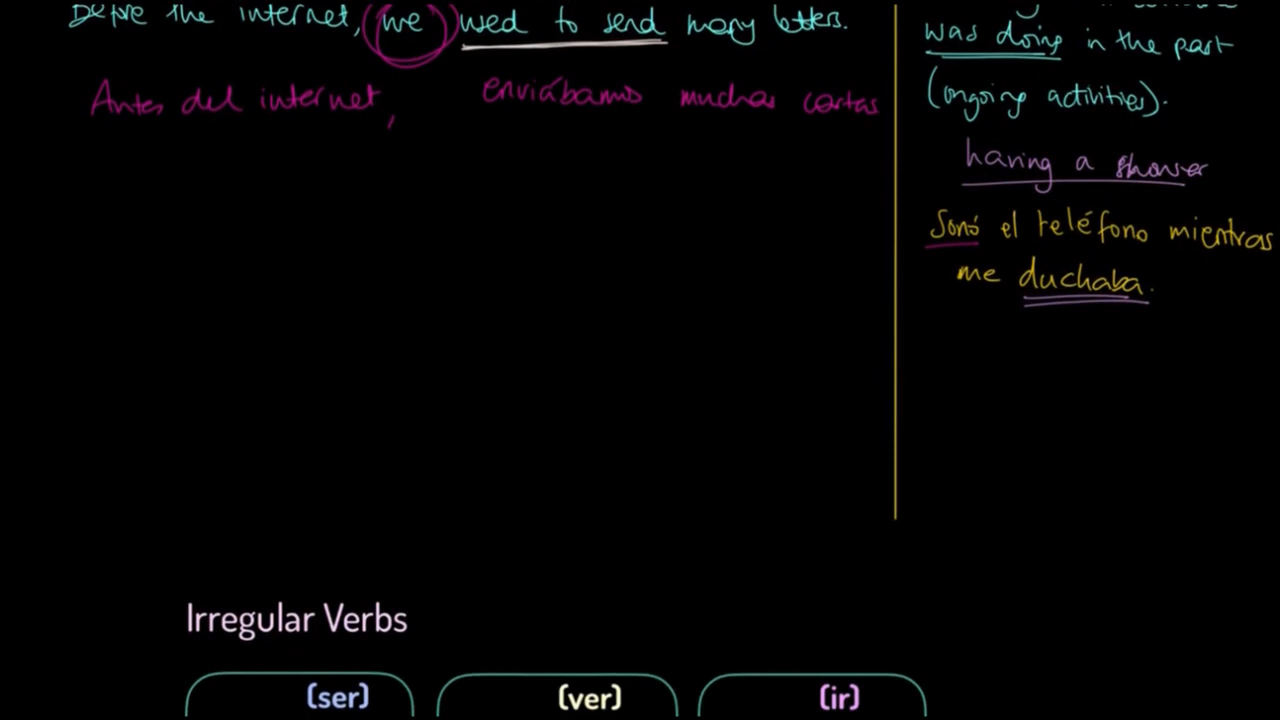 Before the internet, we used to send many letters.
Antes del internet, enviábamos muchas cartas
was doing in the past
(ongoing activities).
having a shower
Sonó el teléfono mientras
me duchaba.
Irregular Verbs
(ser) (ver) (ir)